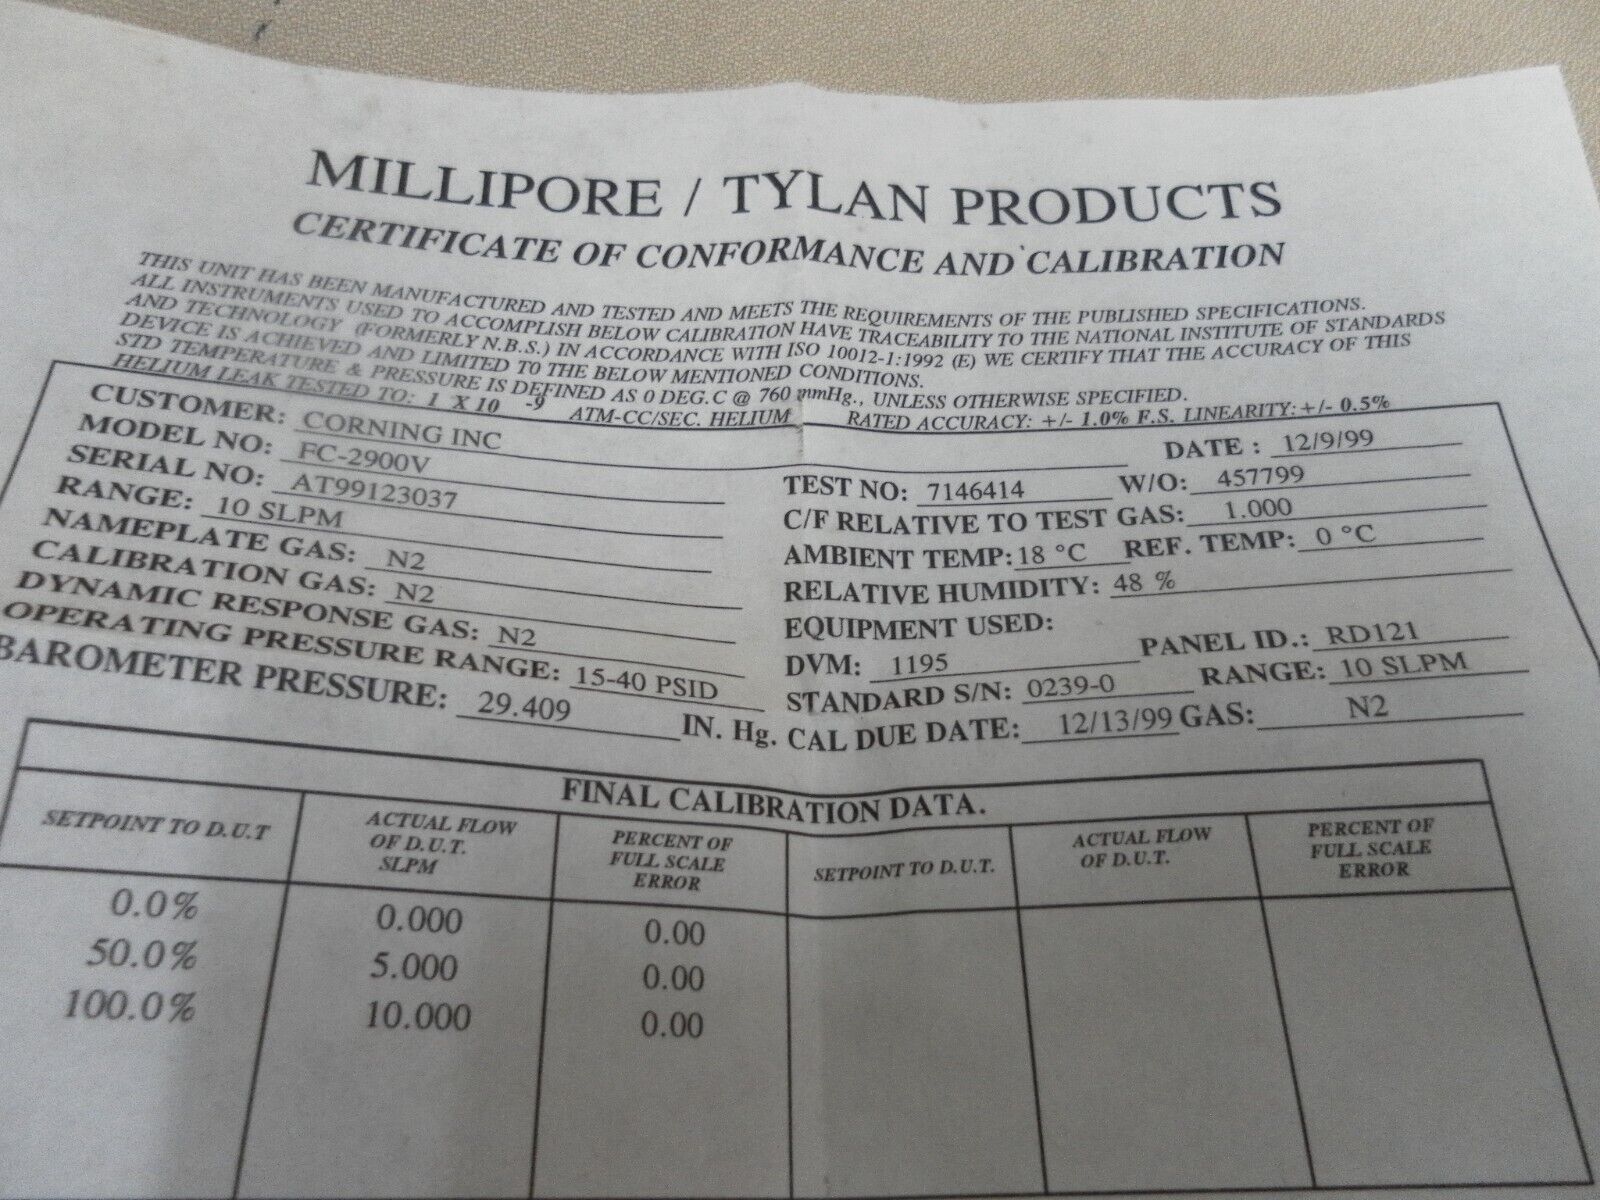 MILLIPORE / TYLAN PRODUCTS
CERTIFICATE OF CONFORMANCE AND CALIBRATION
THIS UNIT HAS BEEN MANUFACTURED AND TESTED AND MEETS THE REQUIREMENTS OF THE PUBLISHED SPECIFICATIONS.
ALL INSTRUMENTS USED TO ACCOMPLISH BELOW CALIBRATION HAVE TRACEABILITY TO THE NATIONAL INSTITUTE OF STANDARDS
AND TECHNOLOGY (FORMERLY N.B.S.) IN ACCORDANCE WITH ISO 10012-1:1992 (E) WE CERTIFY THAT THE ACCURACY OF THIS
DEVICE IS ACHIEVED AND LIMITED TO THE BELOW MENTIONED CONDITIONS.
STD TEMPERATURE & PRESSURE IS DEFINED AS 0 DEG.C @ 760 mmHg., UNLESS OTHERWISE SPECIFIED.
HELIUM LEAK TESTED TO: 1 X 10 -9 ATM-CC/SEC. HELIUM RATED ACCURACY: +/- 1.0% F.S. LINEARITY: +/- 0.5%
CUSTOMER: CORNING INC
MODEL NO: FC-2900V
SERIAL NO: AT99123037
RANGE: 10 SLPM
NAMEPLATE GAS: N2
CALIBRATION GAS: N2
DYNAMIC RESPONSE GAS: N2
OPERATING PRESSURE RANGE: 15-40 PSID
BAROMETER PRESSURE: 29.409 IN. Hg.
DATE : 12/9/99
TEST NO: 7146414 W/O: 457799
C/F RELATIVE TO TEST GAS: 1.000
AMBIENT TEMP: 18 °C REF. TEMP: 0 °C
RELATIVE HUMIDITY: 48 %
EQUIPMENT USED:
DVM: 1195 PANEL ID.: RD121
STANDARD S/N: 0239-0 RANGE: 10 SLPM
CAL DUE DATE: 12/13/99 GAS: N2
FINAL CALIBRATION DATA.
SETPOINT TO D.U.T
ACTUAL FLOW
OF D.U.T.
SLPM
PERCENT OF
FULL SCALE
ERROR
SETPOINT TO D.U.T.
ACTUAL FLOW
OF D.U.T.
PERCENT OF
FULL SCALE
ERROR
0.0% 0.000 0.00
50.0% 5.000 0.00
100.0% 10.000 0.00